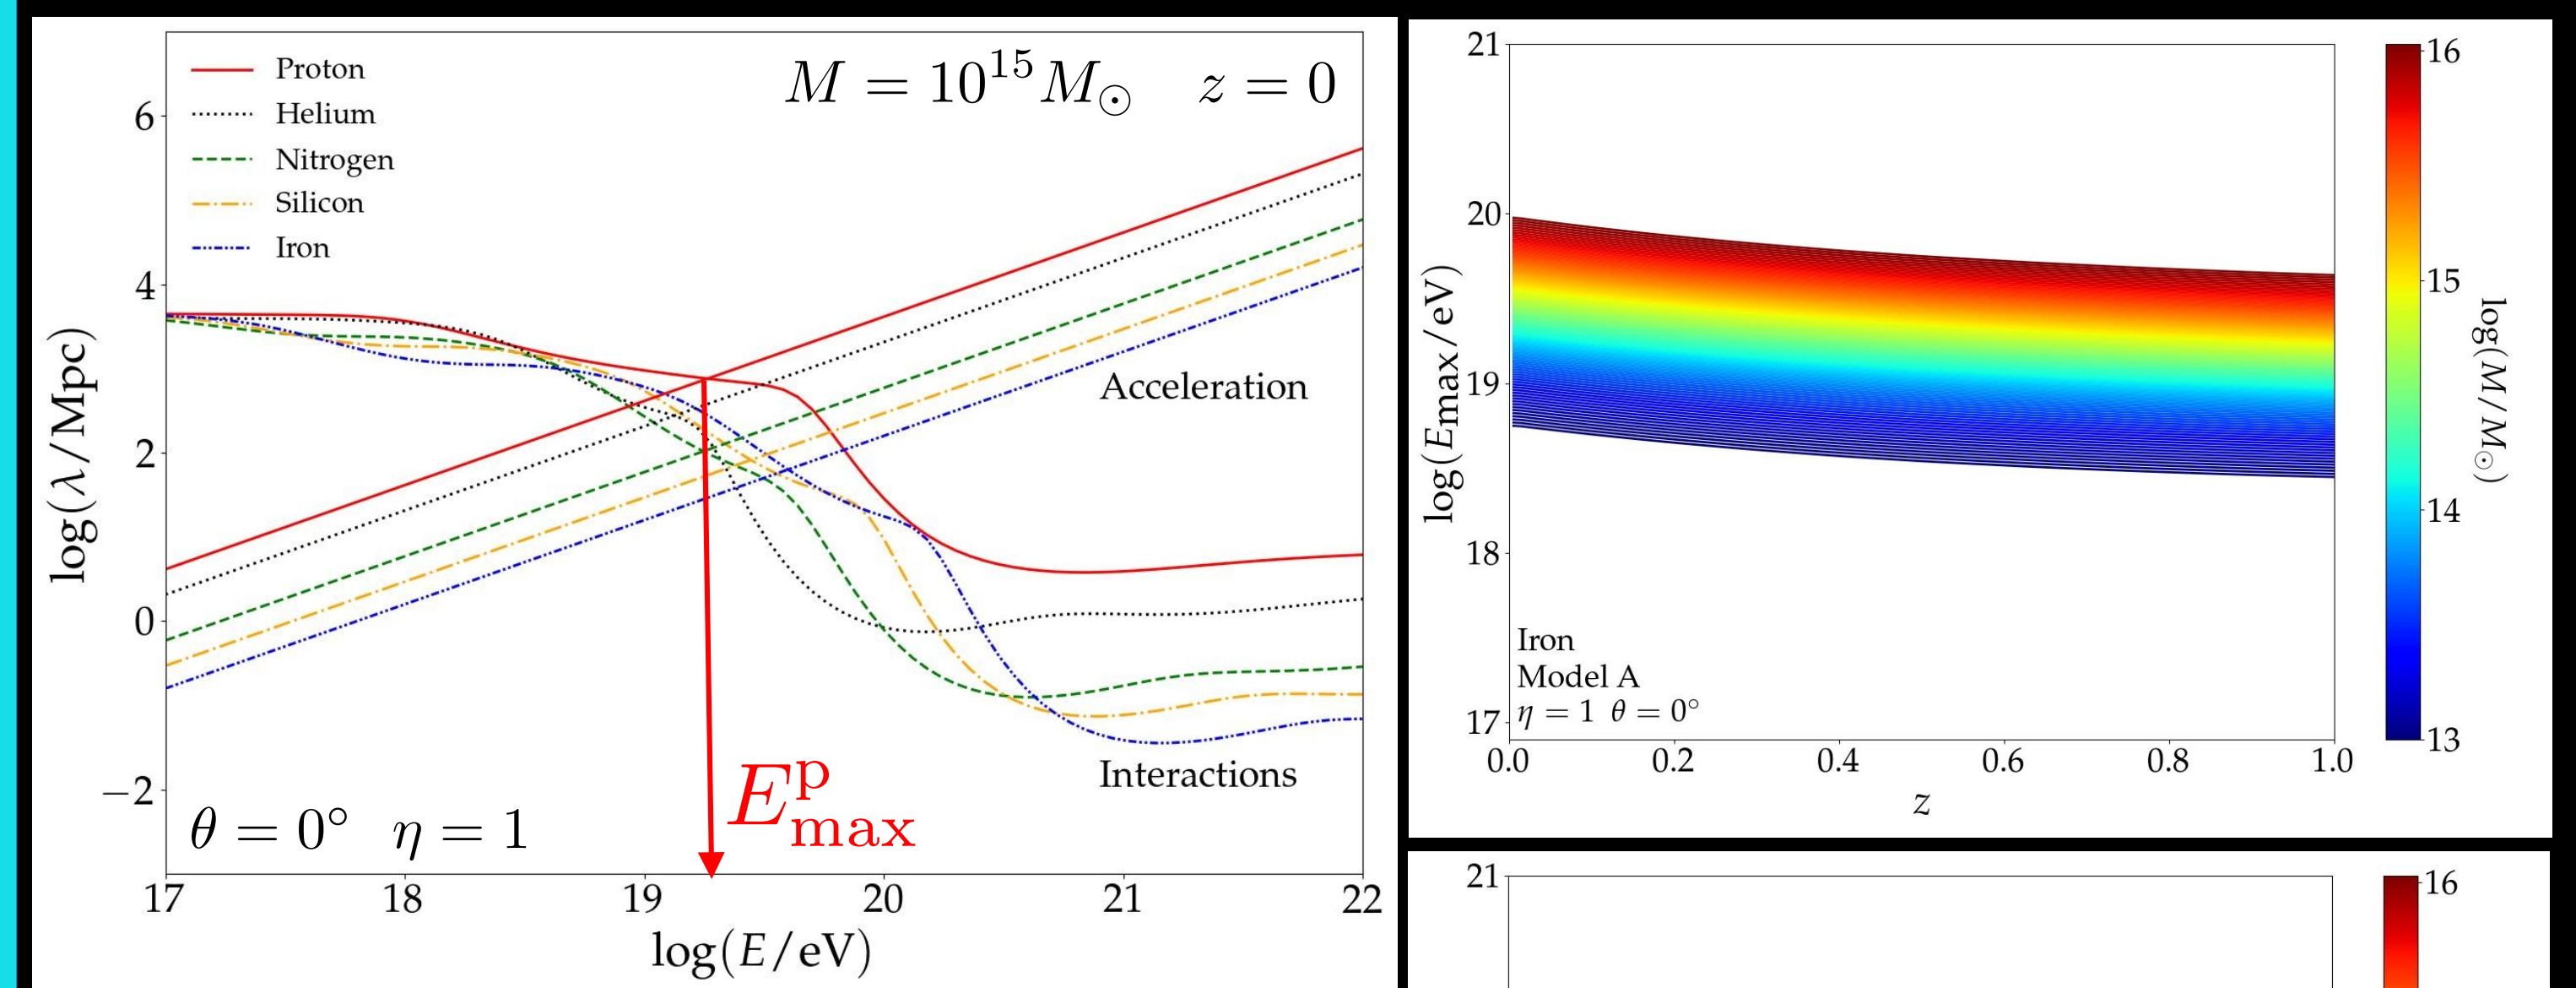 Proton
Helium
Nitrogen
Silicon
Iron
M = 10^15 M⊙ z = 0
6
4
2
0
−2
log(λ/Mpc)
Acceleration
Interactions
E^p_max
θ = 0° η = 1
17 18 19 20 21 22
log(E/eV)
21
20
19
18
17
log(Emax/eV)
Iron
Model A
η = 1 θ = 0°
0.0 0.2 0.4 0.6 0.8 1.0
z
16
15
14
13
log(M/M⊙)
21
16